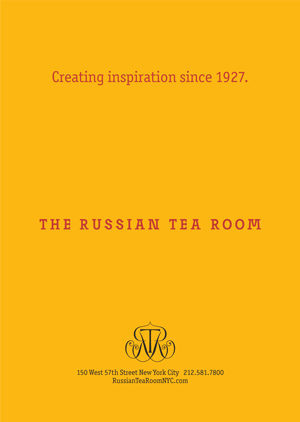 Creating inspiration since 1927.
THE RUSSIAN TEA ROOM
RTR
150 West 57th Street New York City 212.581.7800
RussianTeaRoomNYC.com